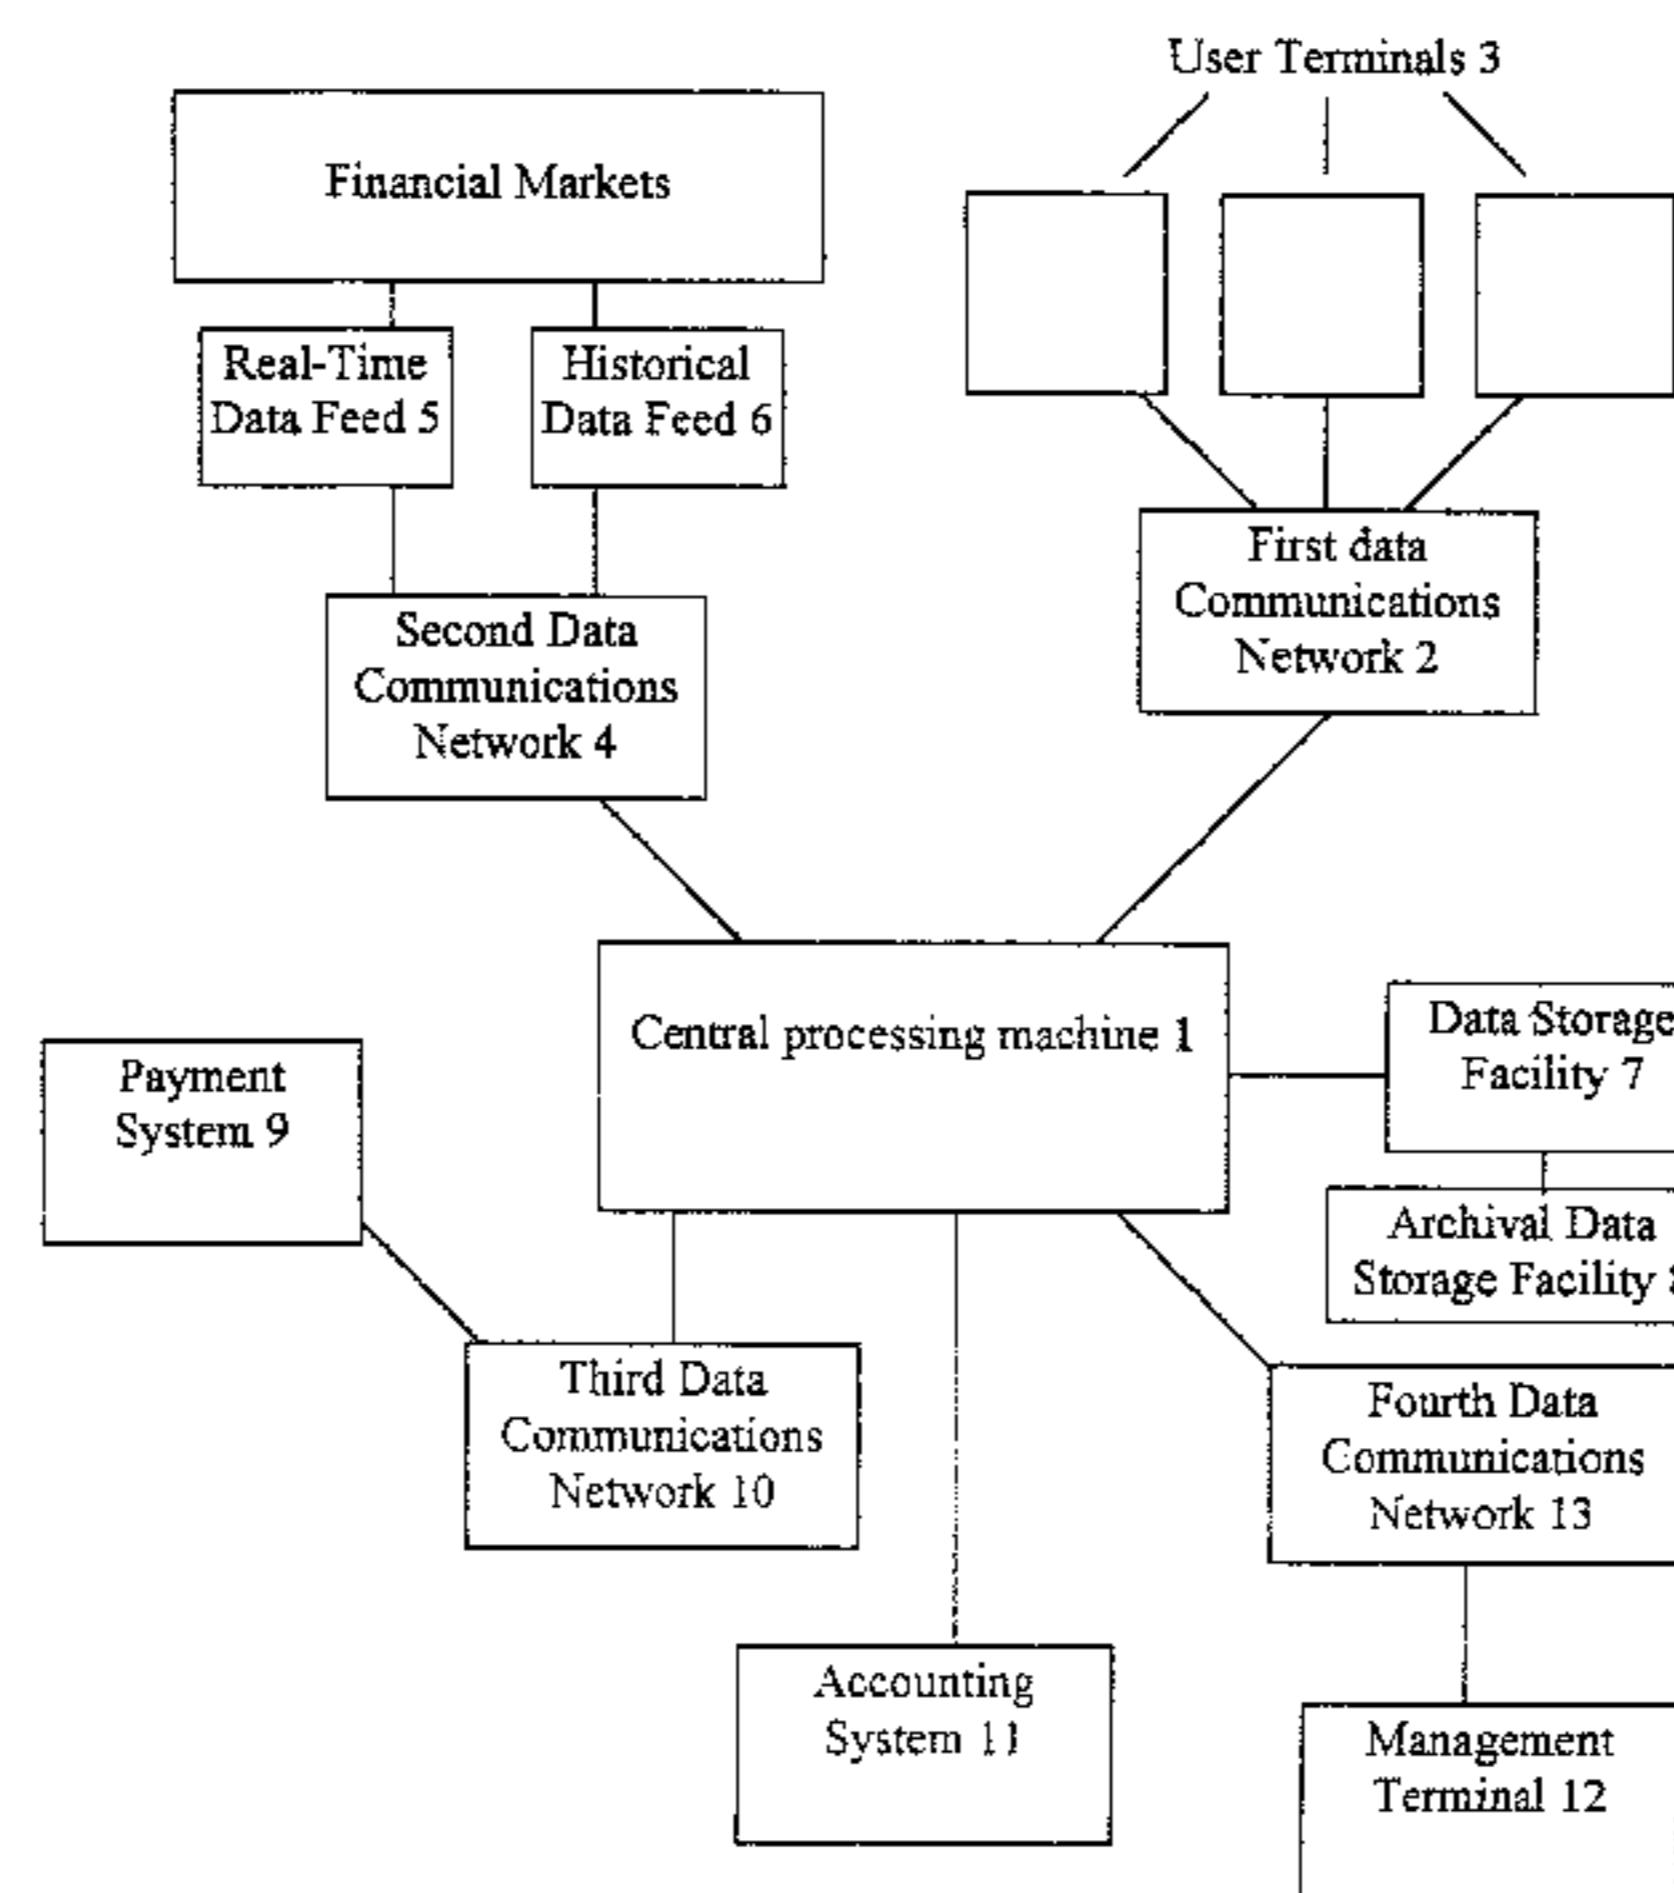 User Terminals 3
Financial Markets
Real-Time
Data Feed 5
Historical
Data Feed 6
First data
Communications
Network 2
Second Data
Communications
Network 4
Central processing machine 1
Data Storage
Facility 7
Payment
System 9
Archival Data
Storage Facility
Third Data
Communications
Network 10
Fourth Data
Communications
Network 13
Accounting
System 11
Management
Terminal 12